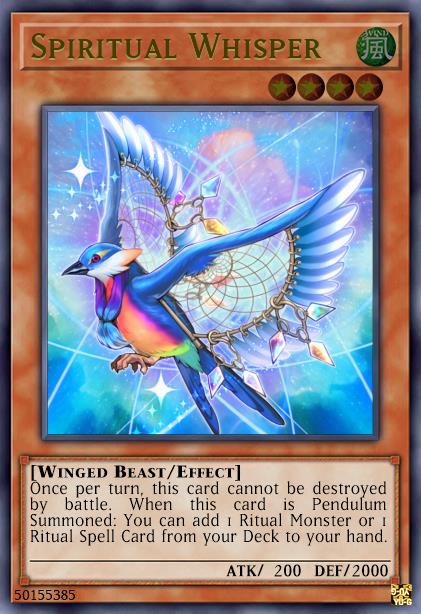 Spiritual Whisper
WIND
風
[Winged Beast/Effect]
Once per turn, this card cannot be destroyed
by battle. When this card is Pendulum
Summoned: You can add 1 Ritual Monster or 1
Ritual Spell Card from your Deck to your hand.
ATK/ 200 DEF/2000
50155385